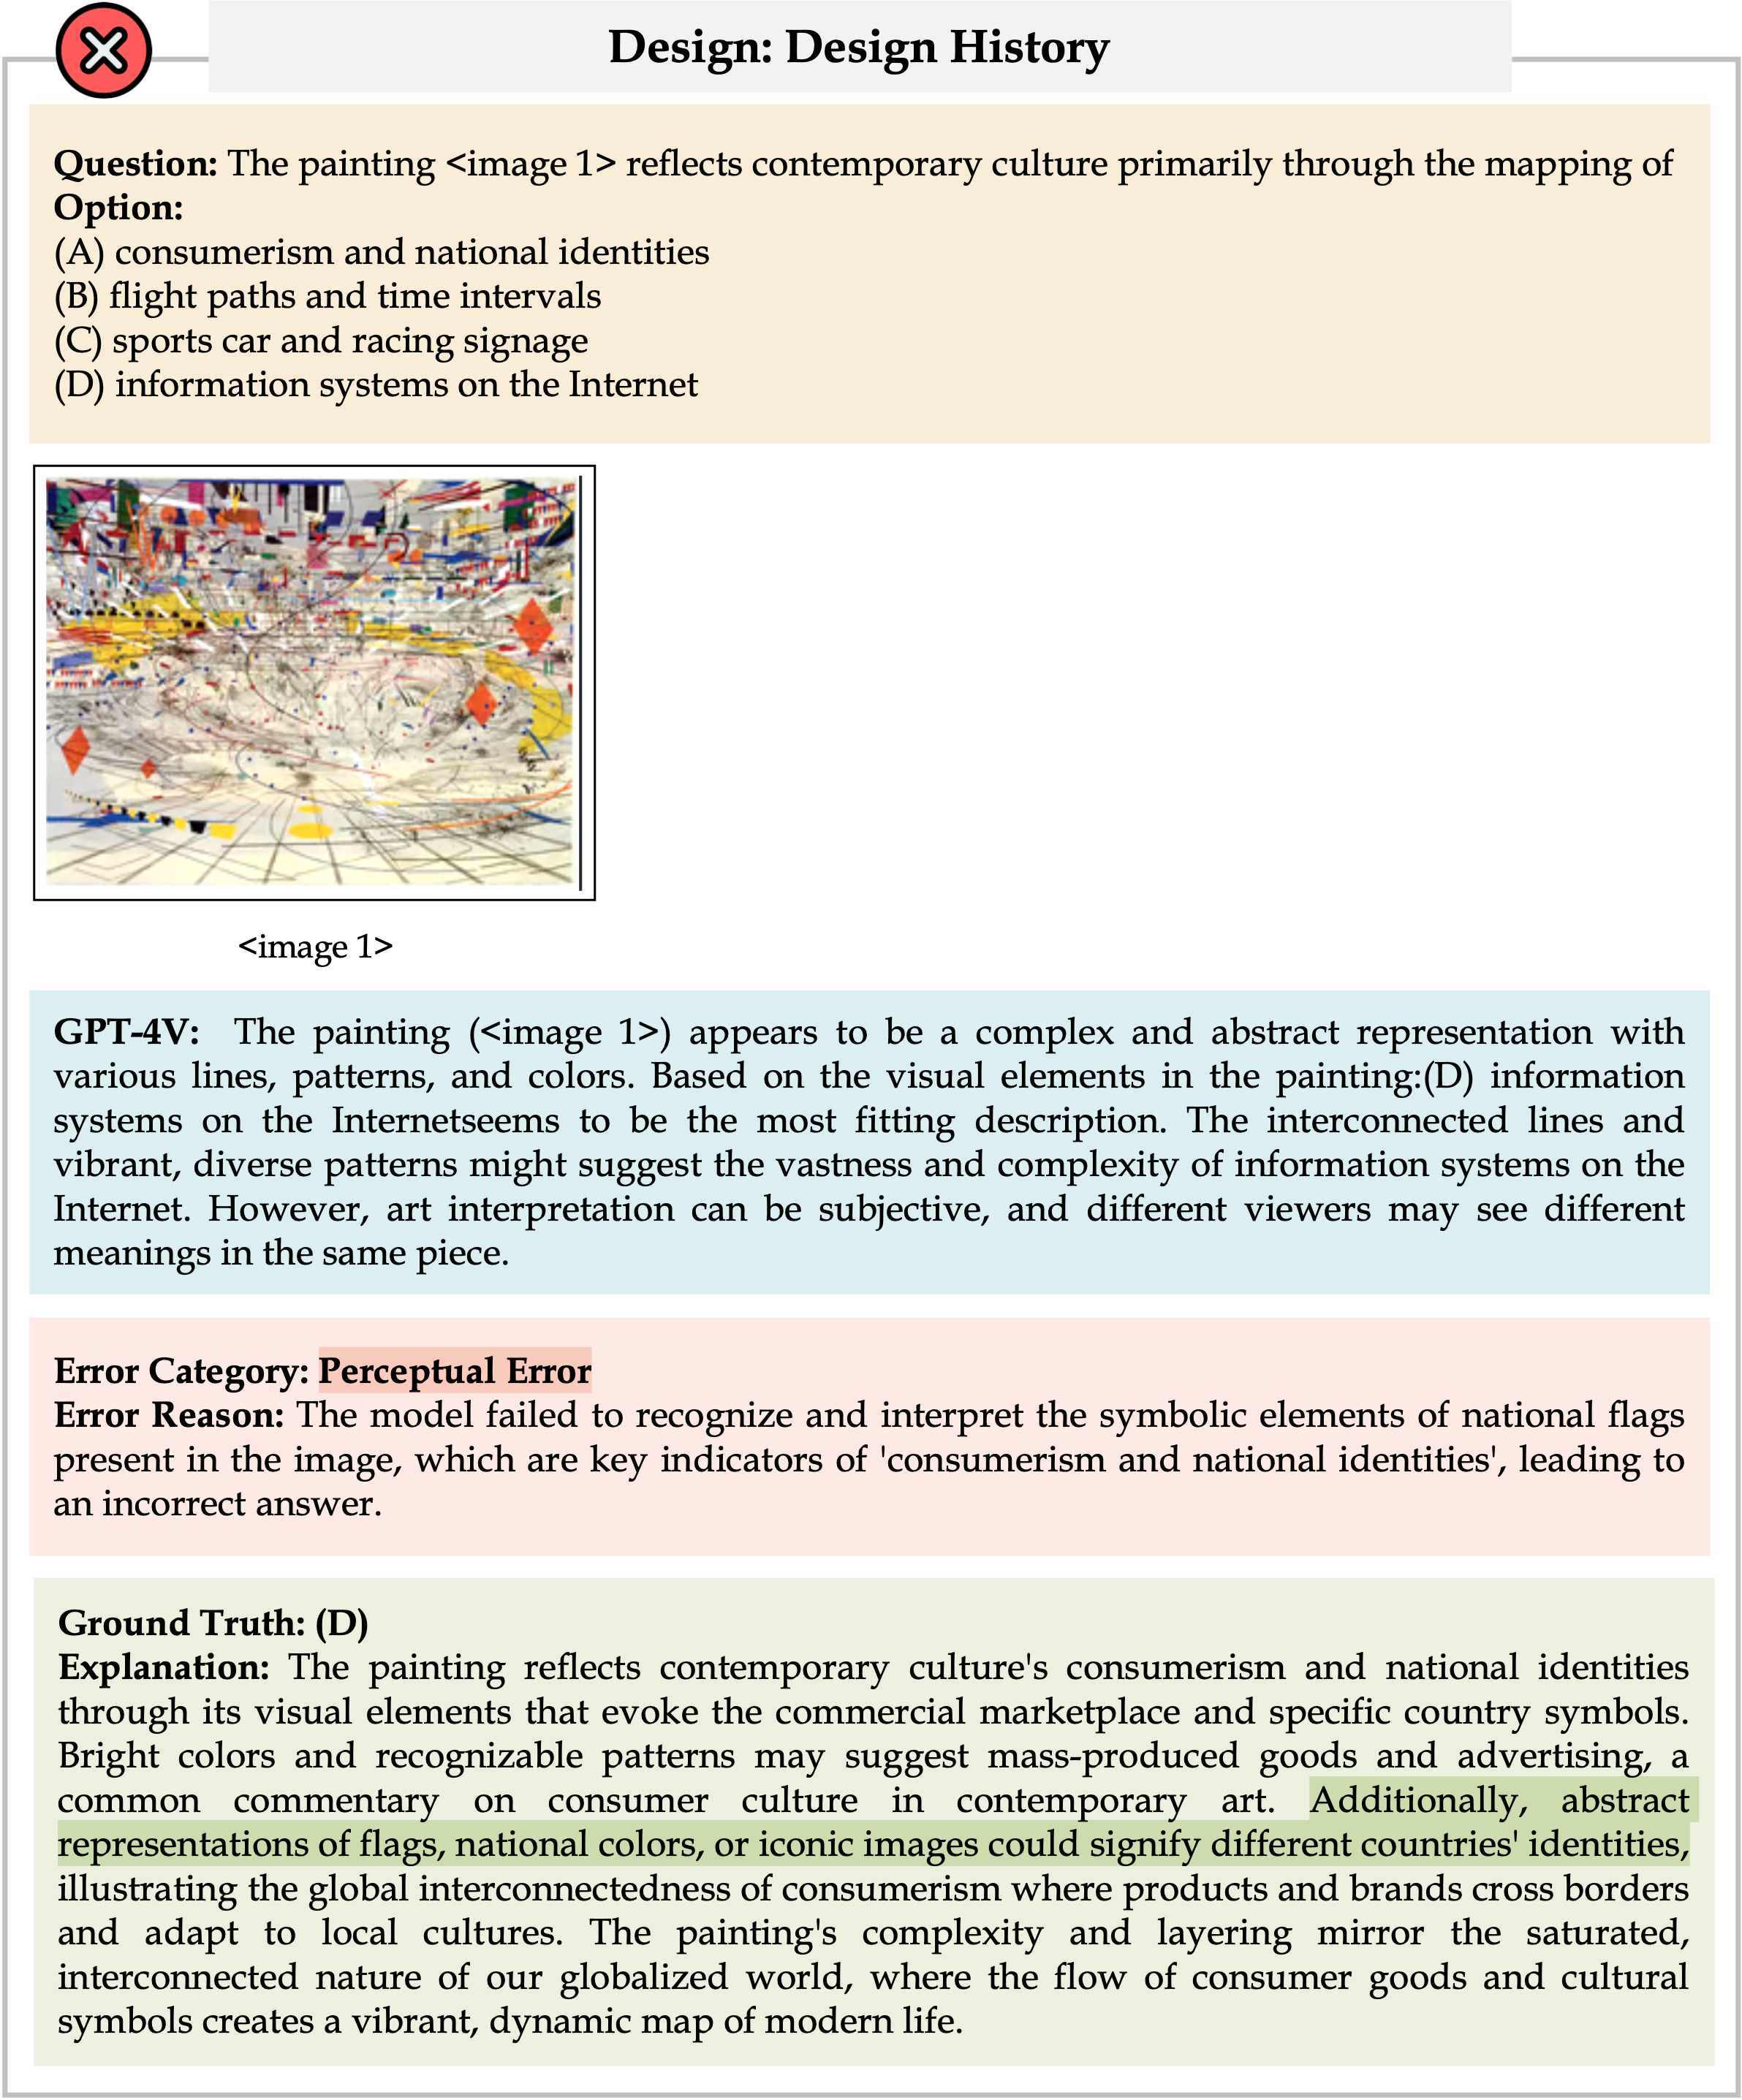 Design: Design History
Question: The painting <image 1> reflects contemporary culture primarily through the mapping of
Option:
(A) consumerism and national identities
(B) flight paths and time intervals
(C) sports car and racing signage
(D) information systems on the Internet
<image 1>
GPT-4V: The painting (<image 1>) appears to be a complex and abstract representation with
various lines, patterns, and colors. Based on the visual elements in the painting:(D) information
systems on the Internetseems to be the most fitting description. The interconnected lines and
vibrant, diverse patterns might suggest the vastness and complexity of information systems on the
Internet. However, art interpretation can be subjective, and different viewers may see different
meanings in the same piece.
Error Category: Perceptual Error
Error Reason: The model failed to recognize and interpret the symbolic elements of national flags
present in the image, which are key indicators of 'consumerism and national identities', leading to
an incorrect answer.
Ground Truth: (D)
Explanation: The painting reflects contemporary culture's consumerism and national identities
through its visual elements that evoke the commercial marketplace and specific country symbols.
Bright colors and recognizable patterns may suggest mass-produced goods and advertising, a
common commentary on consumer culture in contemporary art. Additionally, abstract
representations of flags, national colors, or iconic images could signify different countries' identities,
illustrating the global interconnectedness of consumerism where products and brands cross borders
and adapt to local cultures. The painting's complexity and layering mirror the saturated,
interconnected nature of our globalized world, where the flow of consumer goods and cultural
symbols creates a vibrant, dynamic map of modern life.